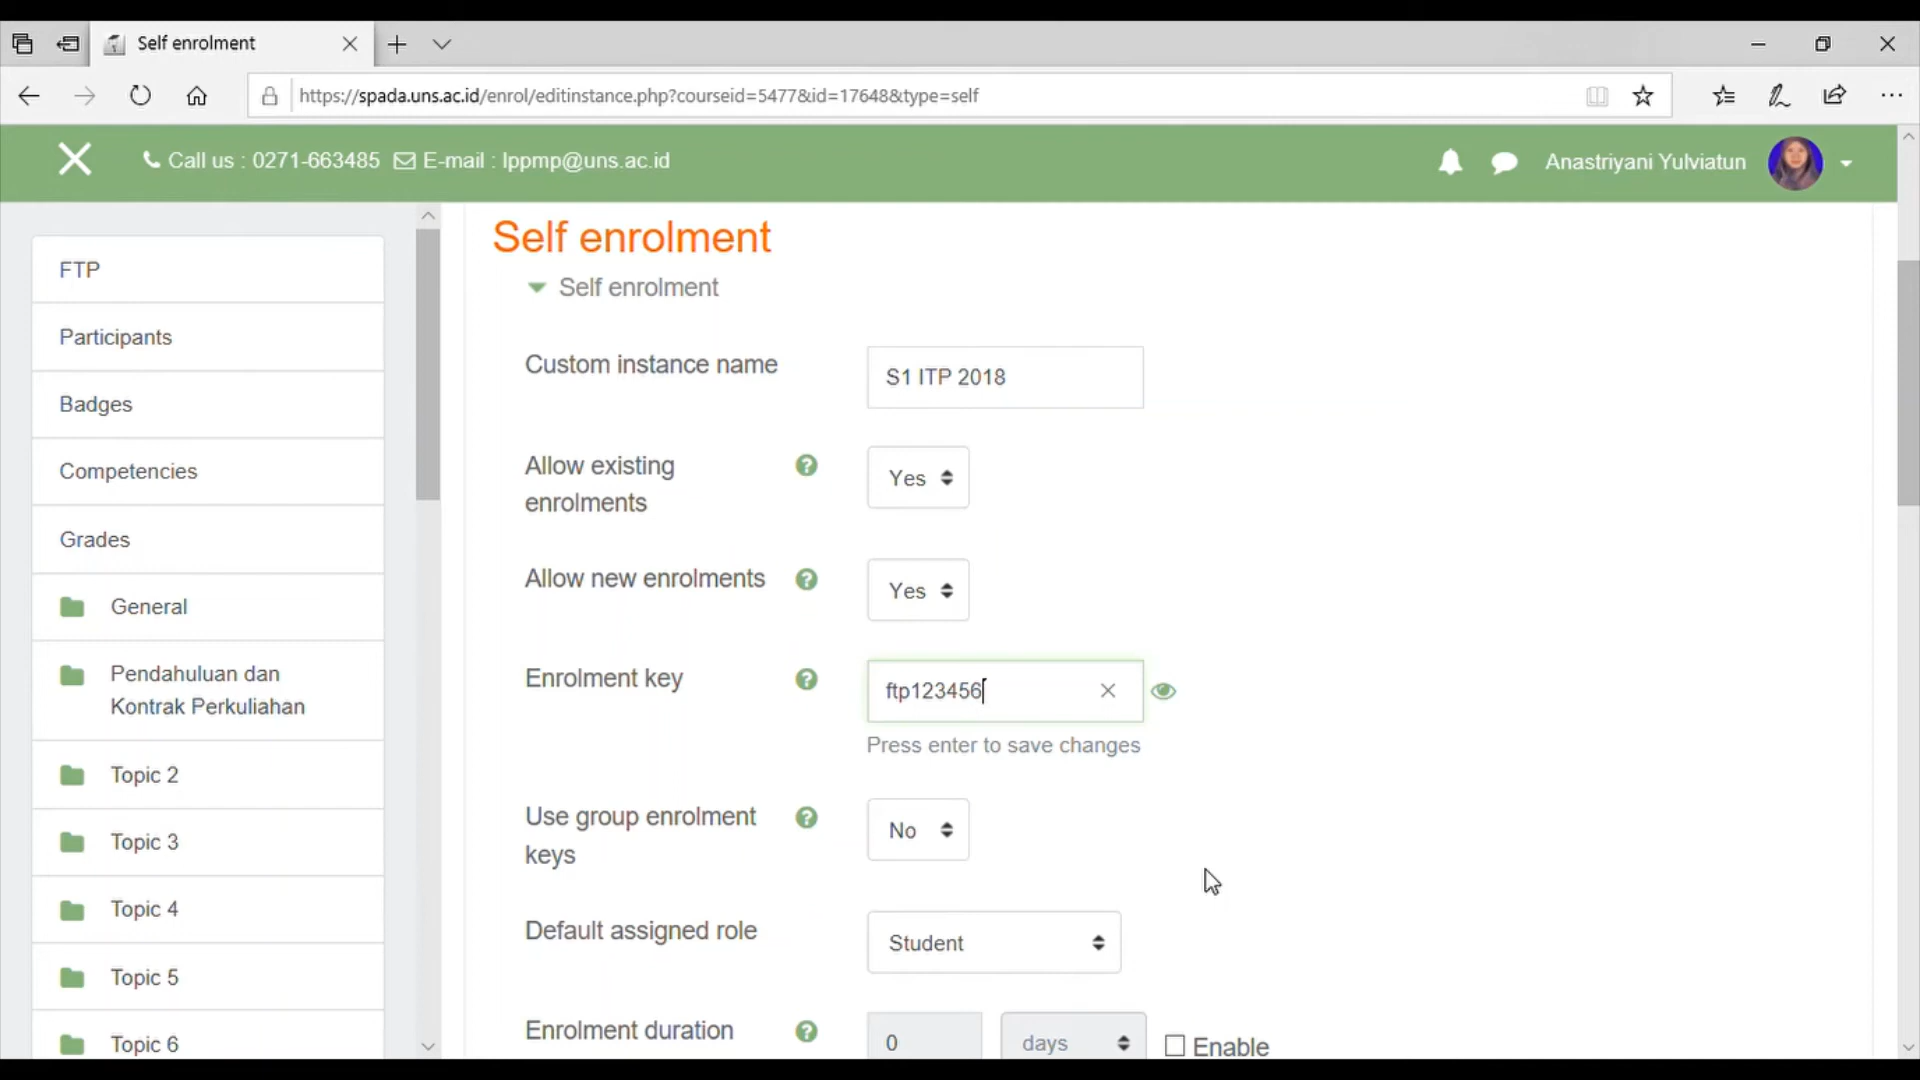 Self enrolment
https://spada.uns.ac.id/enrol/editinstance.php?courseid=5477&id=17648&type=self
Call us : 0271-663485 E-mail : lppmp@uns.ac.id
Anastriyani Yulviatun
FTP
Participants
Badges
Competencies
Grades
General
Pendahuluan dan
Kontrak Perkuliahan
Topic 2
Topic 3
Topic 4
Topic 5
Topic 6
Self enrolment
Self enrolment
Custom instance name
S1 ITP 2018
Allow existing
enrolments
Yes
Allow new enrolments
Yes
Enrolment key
ftp123456
Press enter to save changes
Use group enrolment
keys
No
Default assigned role
Student
Enrolment duration
0
days
Enable